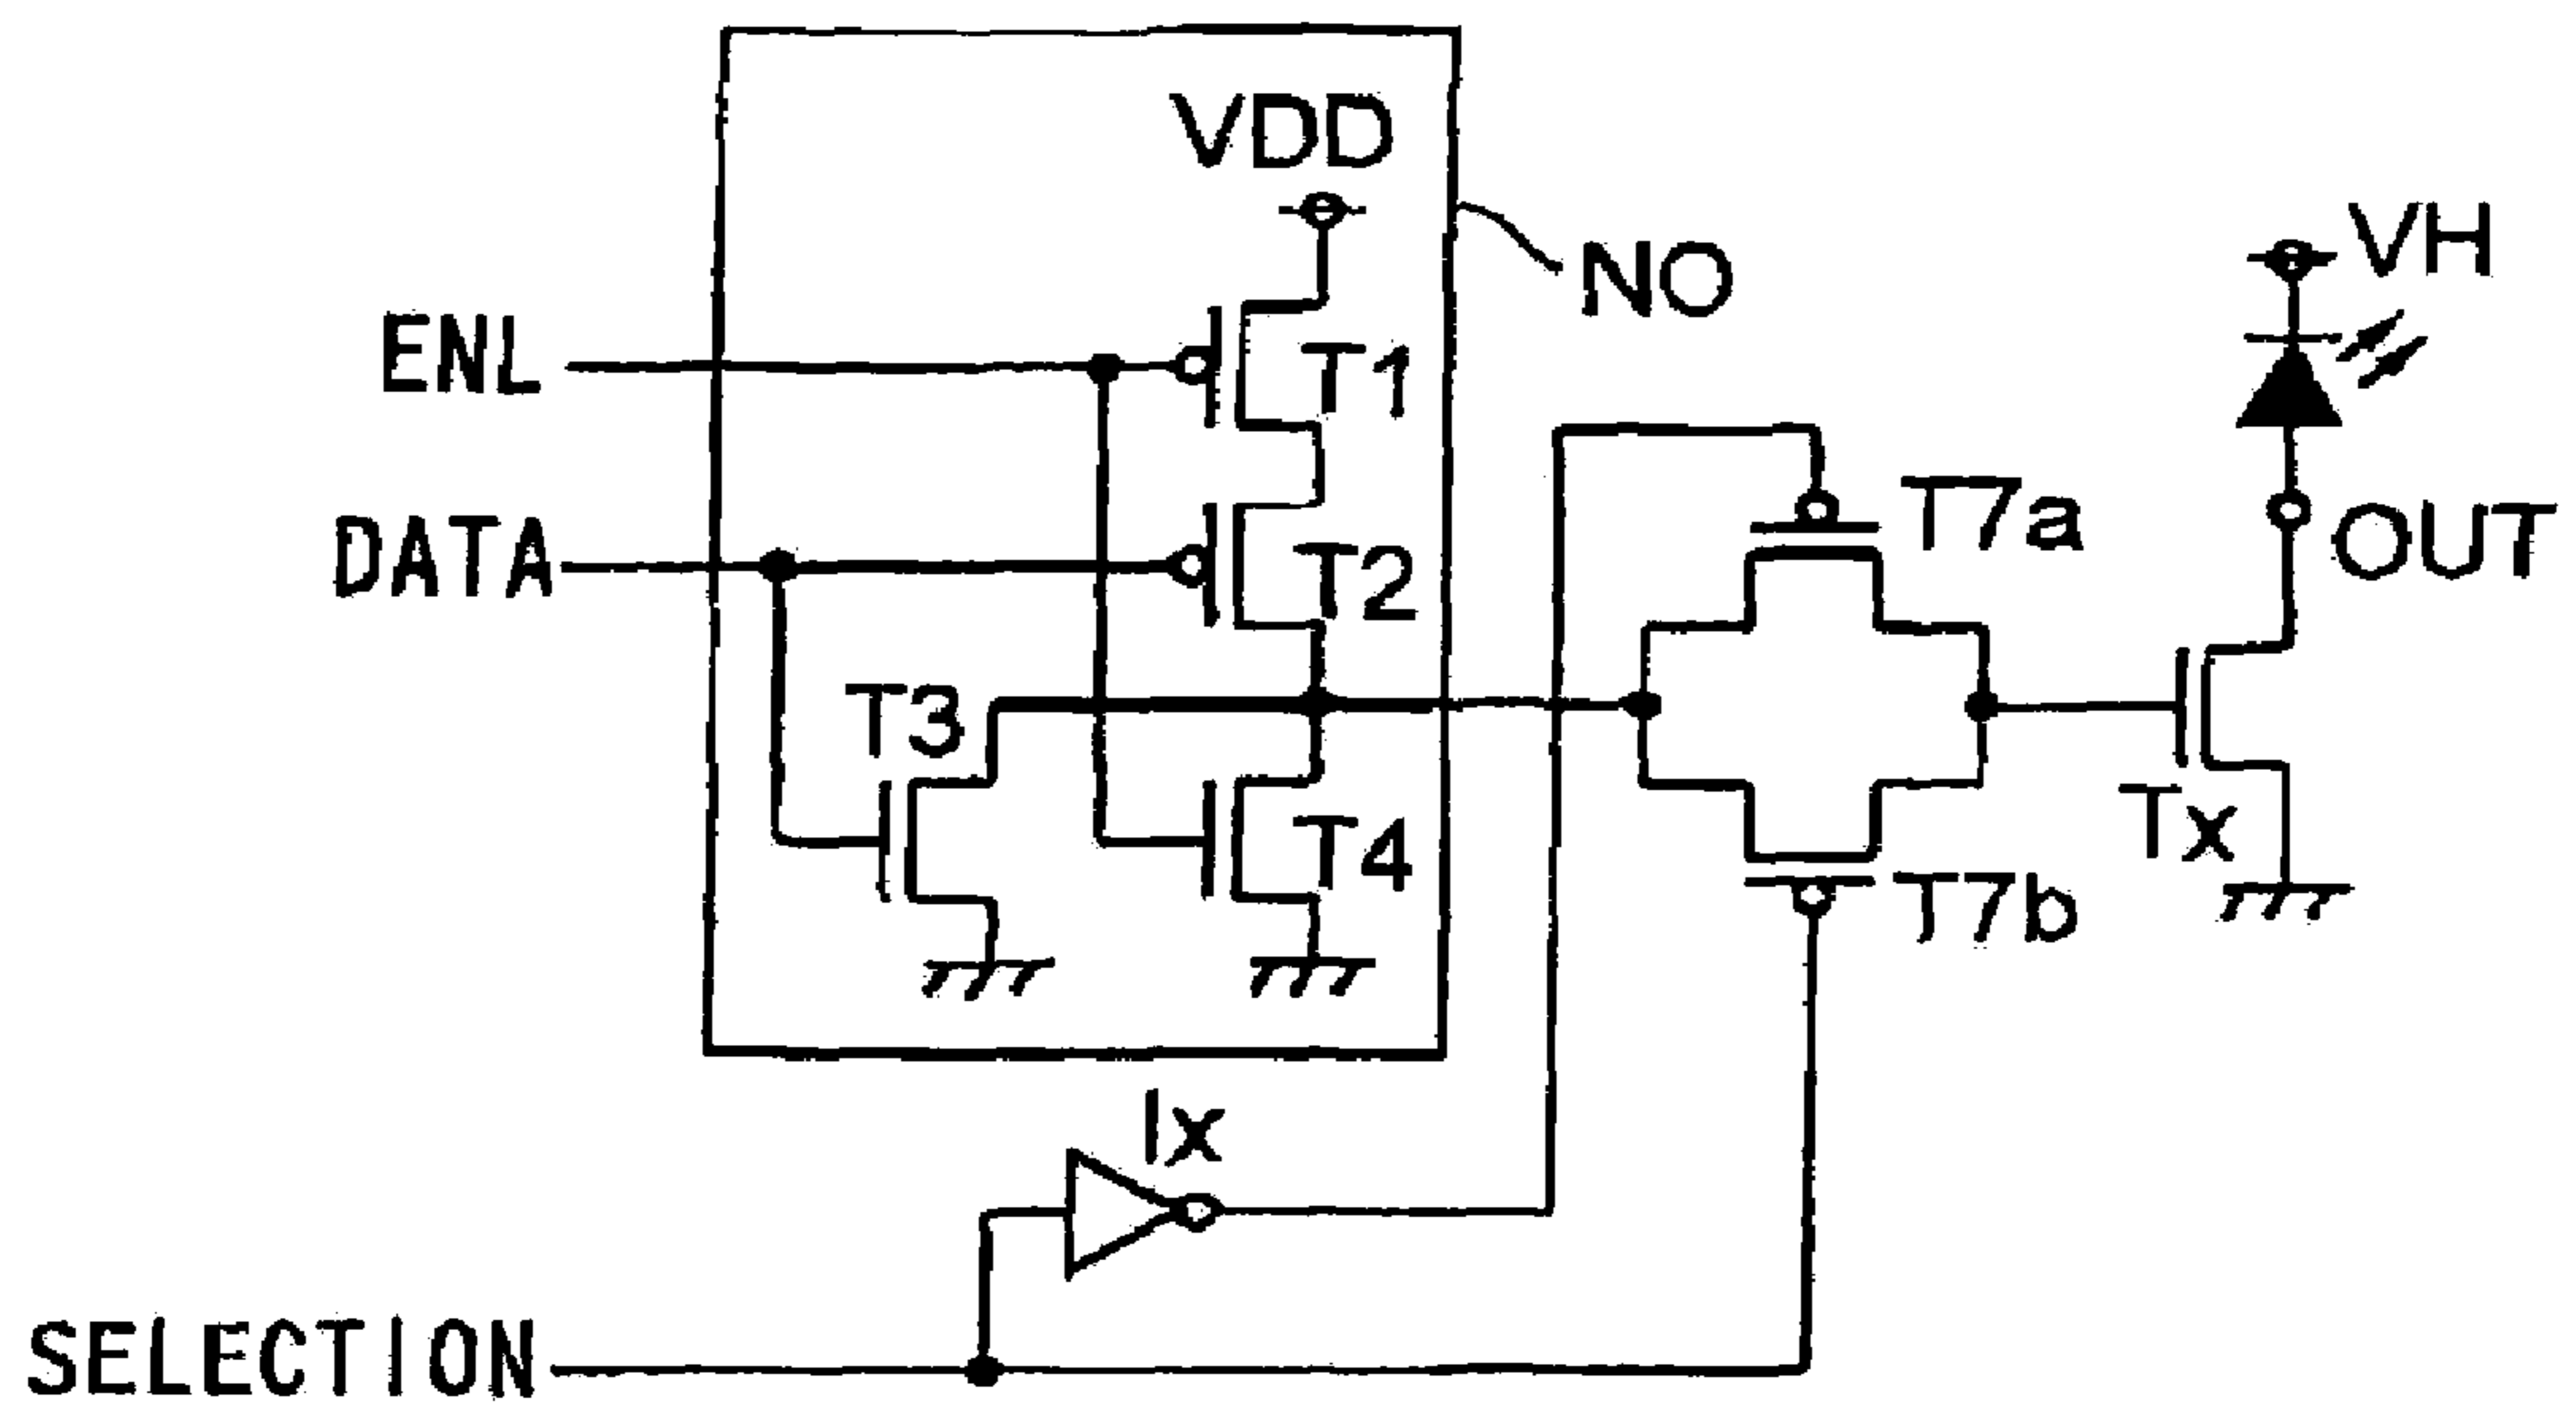 VDD
NO
VH
ENL
T1
T7a
DATA
T2
OUT
T3
T4
Tx
T7b
Ix
SELECTION